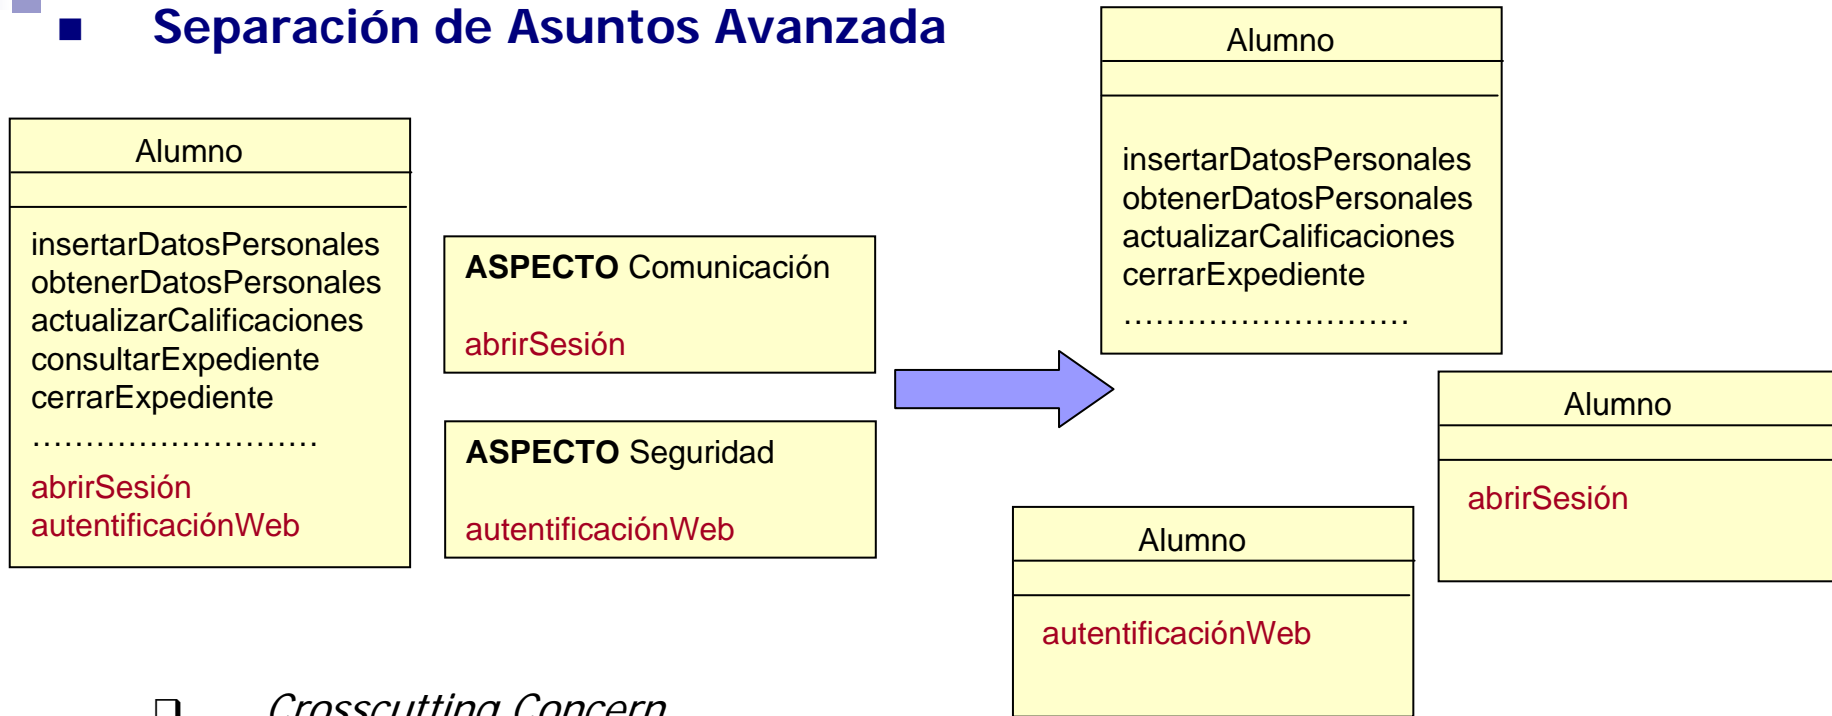 Separación de Asuntos Avanzada
Alumno
insertarDatosPersonales
obtenerDatosPersonales
actualizarCalificaciones
consultarExpediente
cerrarExpediente
………………………
abrirSesión
autentificaciónWeb
ASPECTO Comunicación
abrirSesión
ASPECTO Seguridad
autentificaciónWeb
Alumno
insertarDatosPersonales
obtenerDatosPersonales
actualizarCalificaciones
cerrarExpediente
………………………
Alumno
abrirSesión
Alumno
autentificaciónWeb
Crosscutting Concern